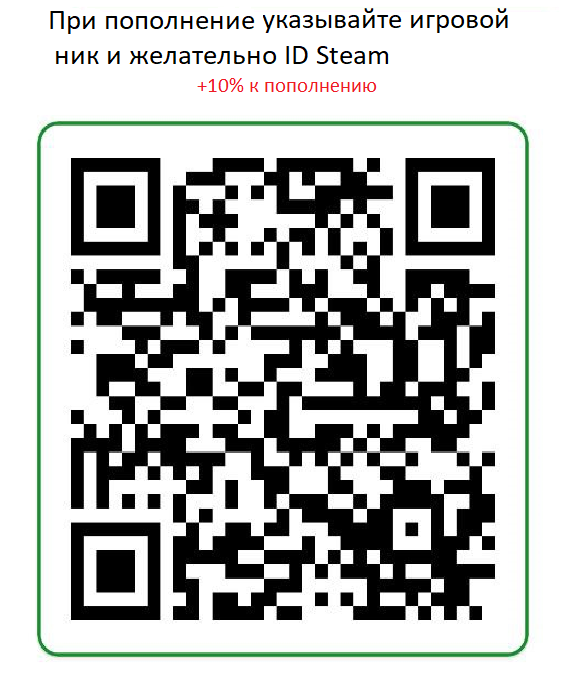 При пополнение указывайте игровой
ник и желательно ID Steam
+10% к пополнению